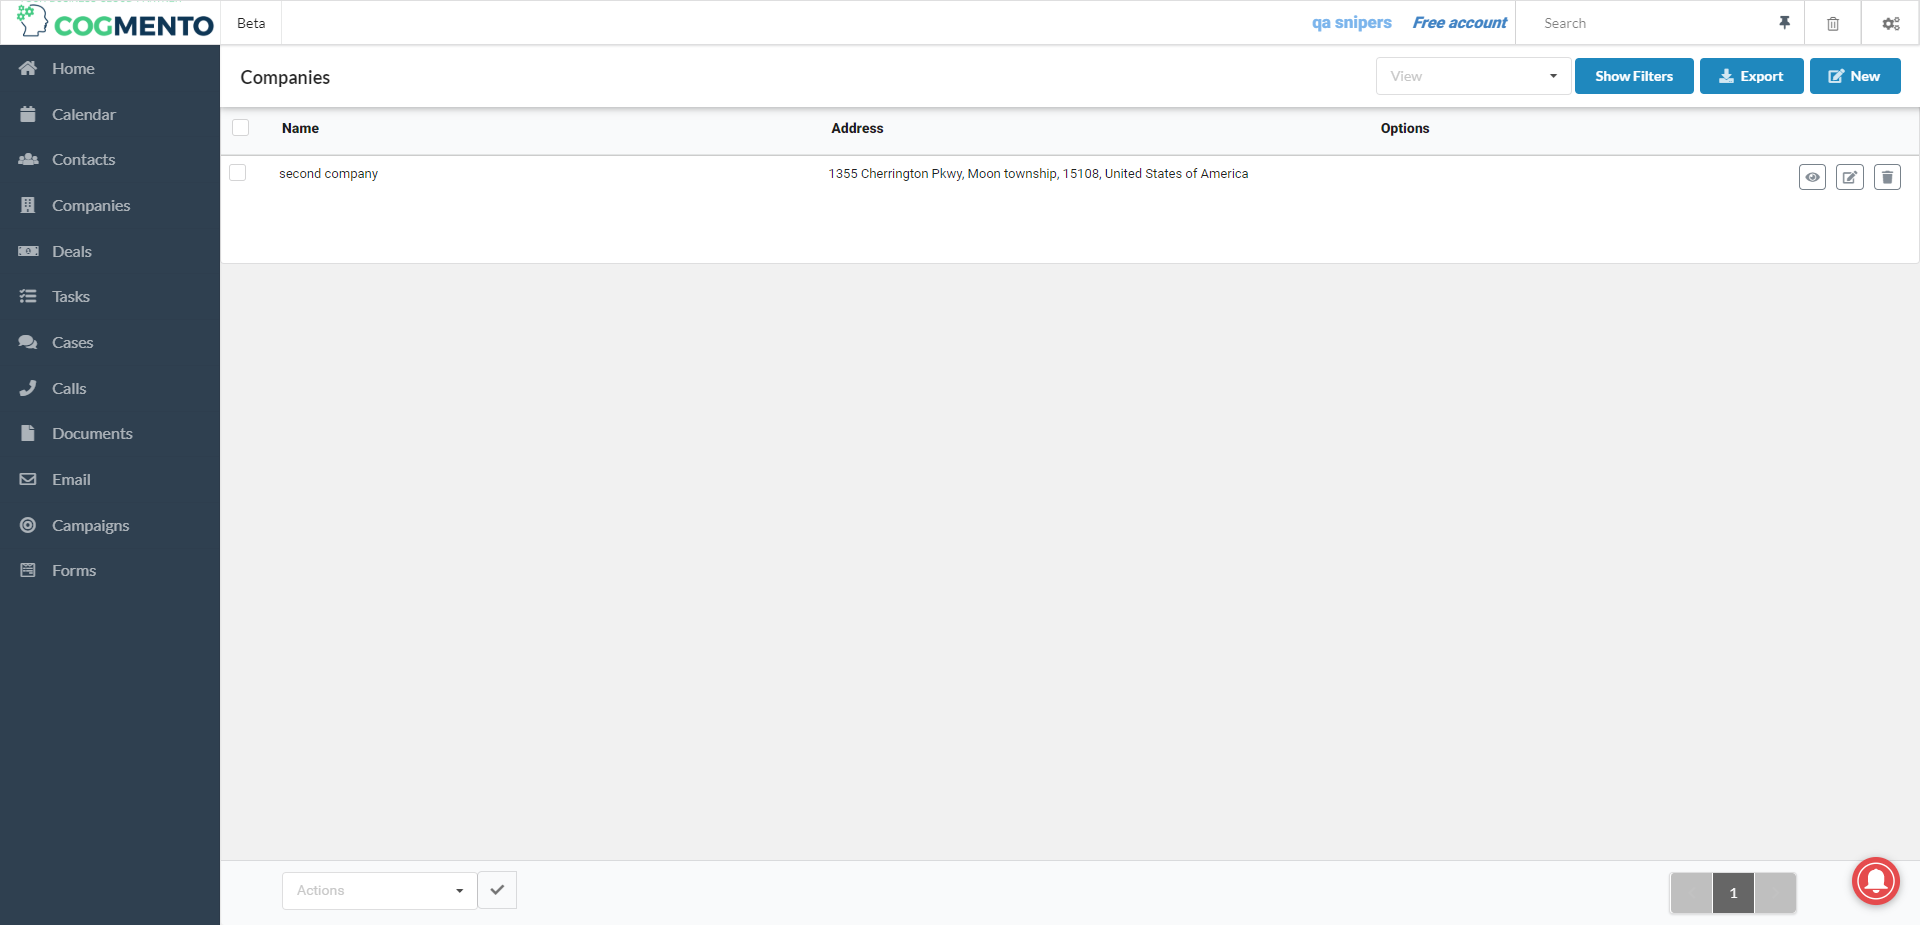 COGMENTO
Beta
qa snipers
Free account
Search
Home
Calendar
Contacts
Companies
Deals
Tasks
Cases
Calls
Documents
Email
Campaigns
Forms
Companies
View
Show Filters
Export
New
Name
Address
Options
second company
1355 Cherrington Pkwy, Moon township, 15108, United States of America
Actions
1